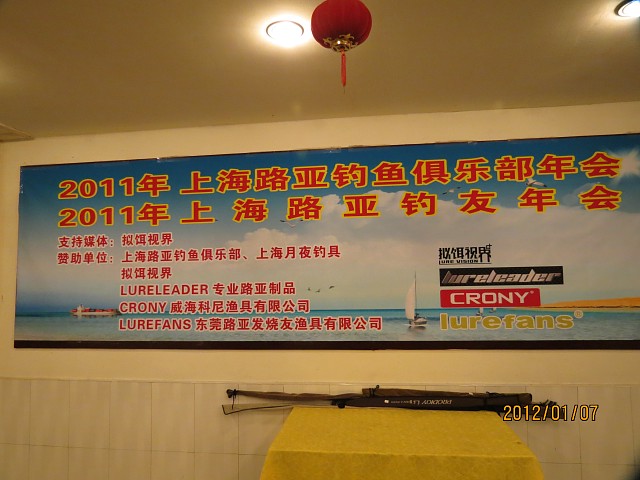 2011年 上海路亚钓鱼俱乐部年会
2011年 上海路亚钓友年会
支持媒体：拟饵视界
赞助单位：上海路亚钓鱼俱乐部、上海月夜钓具
拟饵视界
LURELEADER 专业路亚制品
CRONY 威海科尼渔具有限公司
LUREFANS 东莞路亚发烧友渔具有限公司
拟饵视界
LURE VISION
lureleader
CRONY
lurefans®
2012/01/07